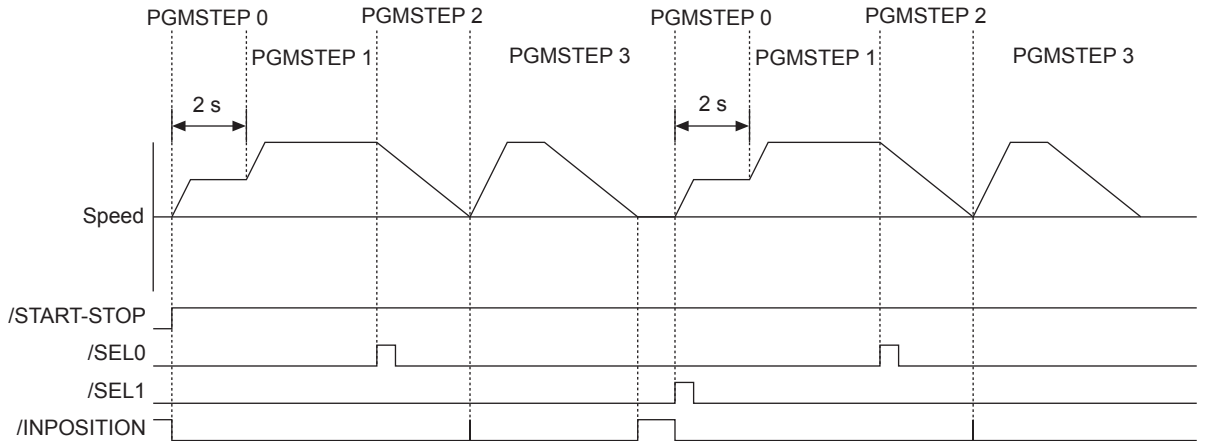 PGMSTEP 0 PGMSTEP 2 PGMSTEP 0 PGMSTEP 2
PGMSTEP 1 PGMSTEP 3 PGMSTEP 1 PGMSTEP 3
2 s 2 s
Speed
/START-STOP
/SEL0
/SEL1
/INPOSITION